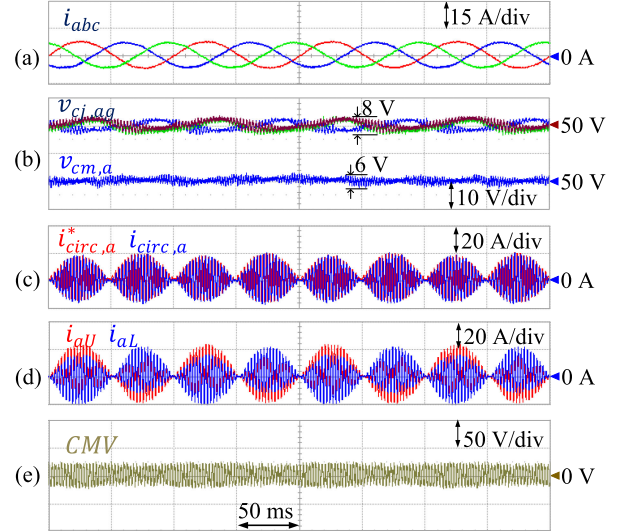 i_abc 15 A/div
(a) 0 A
v_cj,aq 8 V 50 V
(b)
v_cm,a 6 V 50 V
10 V/div
i*_circ,a i_circ,a 20 A/div
(c) 0 A
i_aU i_aL 20 A/div
(d) 0 A
CMV 50 V/div
(e) 0 V
50 ms